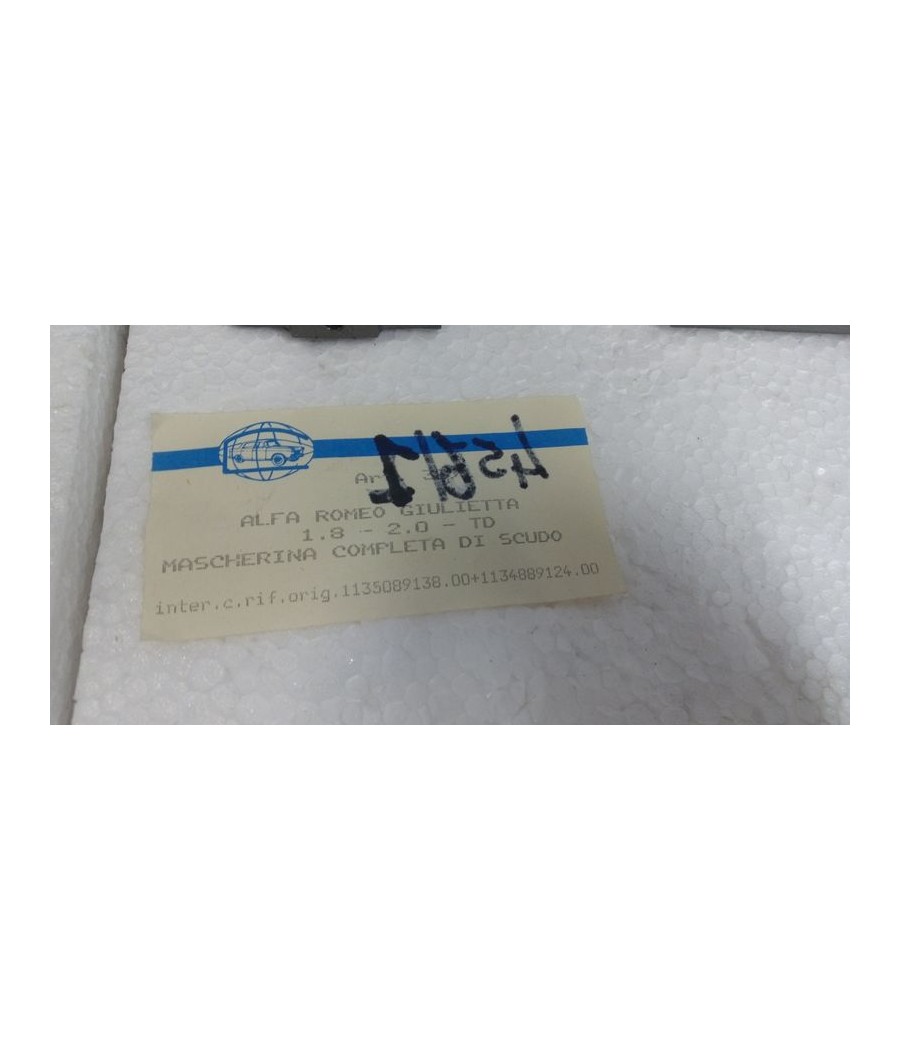 ALFA ROMEO GIULIETTA
1.8 - 2.0 - TD
MASCHERINA COMPLETA DI SCUDO
inter.c.rif.orig.1135089138.00+1134889124.00